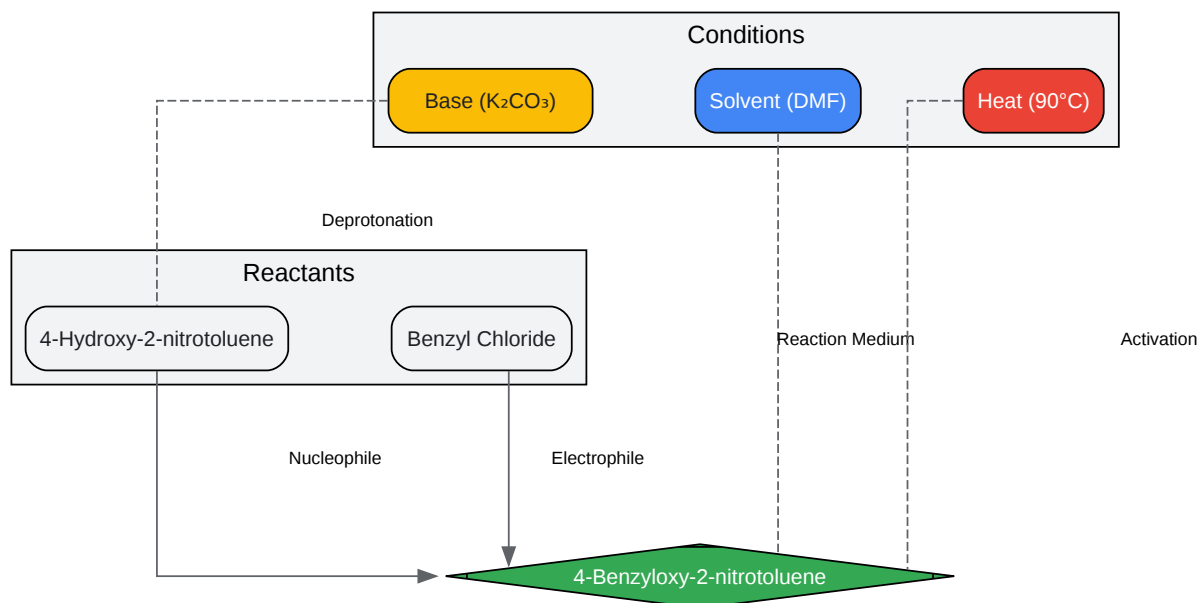 Conditions
Base (K₂CO₃)
Solvent (DMF)
Heat (90°C)
Deprotonation
Reactants
4-Hydroxy-2-nitrotoluene
Benzyl Chloride
Reaction Medium
Activation
Nucleophile
Electrophile
4-Benzyloxy-2-nitrotoluene